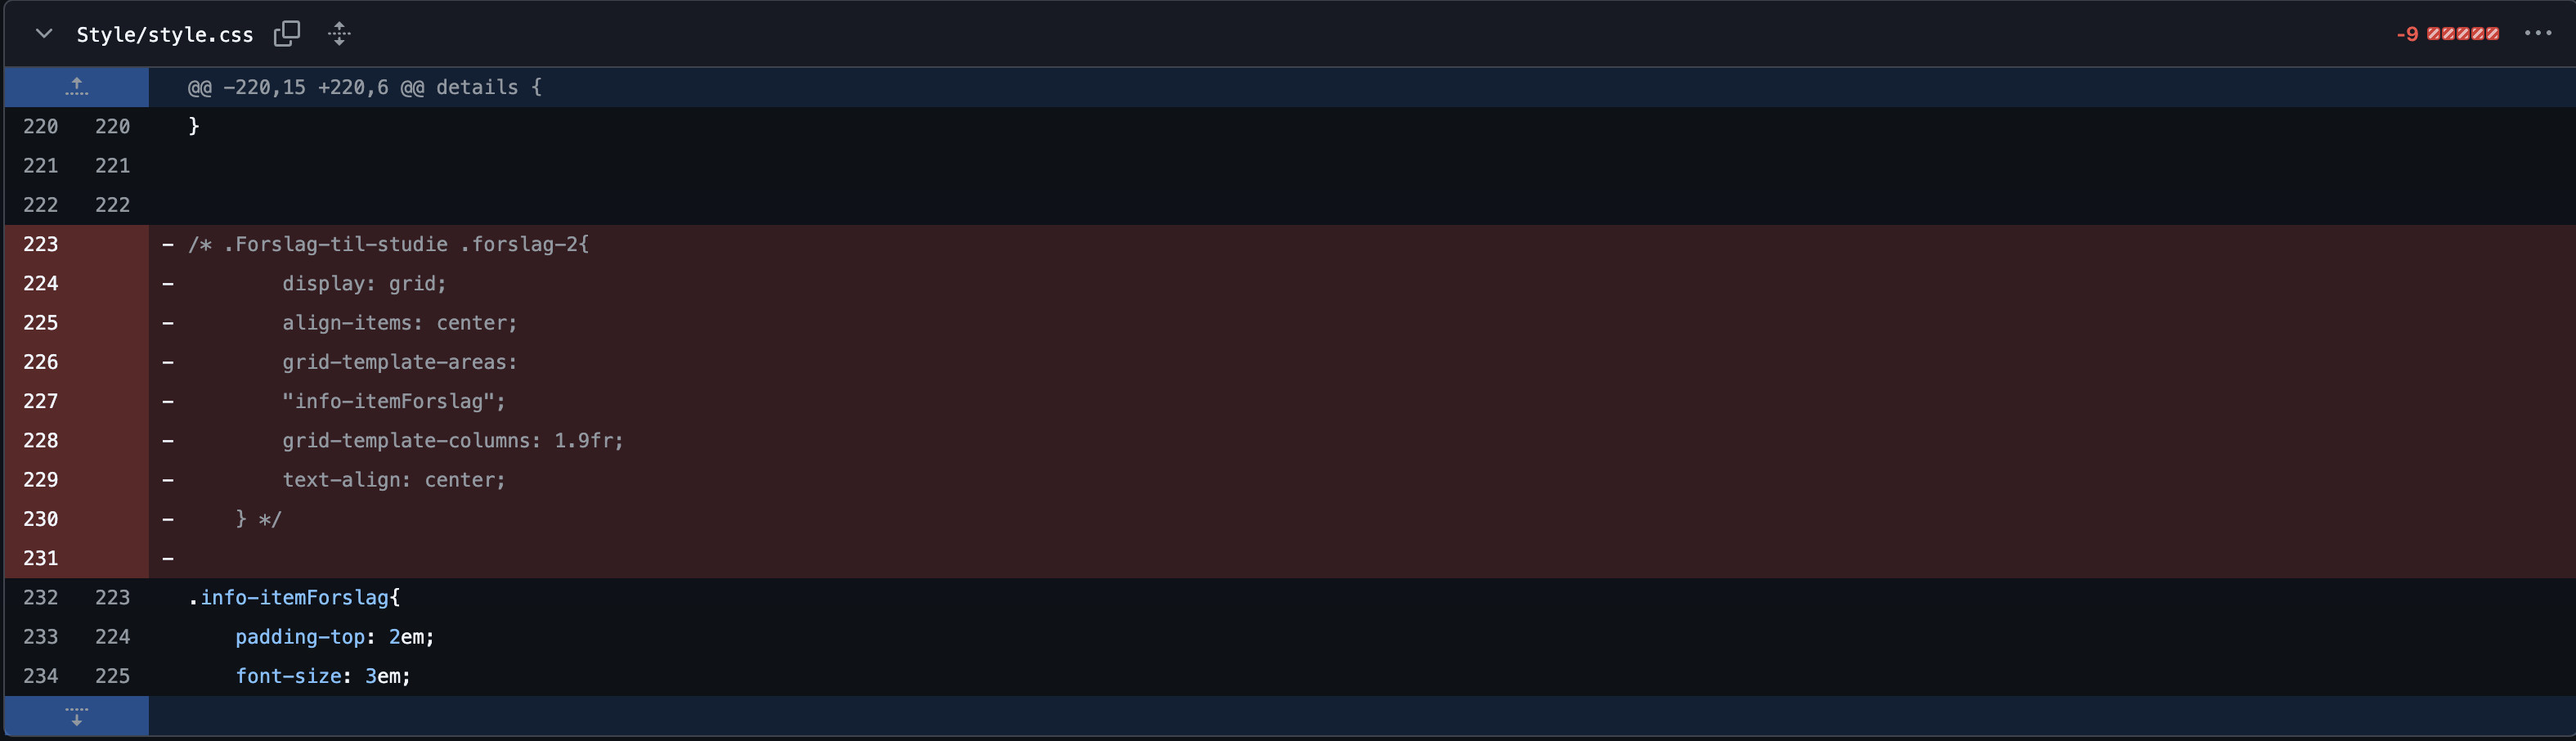 Style/style.css -9
@@ -220,15 +220,6 @@ details {
220 220 }
221 221
222 222
223 - /* .Forslag-til-studie .forslag-2{
224 - display: grid;
225 - align-items: center;
226 - grid-template-areas:
227 - "info-itemForslag";
228 - grid-template-columns: 1.9fr;
229 - text-align: center;
230 - } */
231 -
232 223 .info-itemForslag{
233 224 padding-top: 2em;
234 225 font-size: 3em;